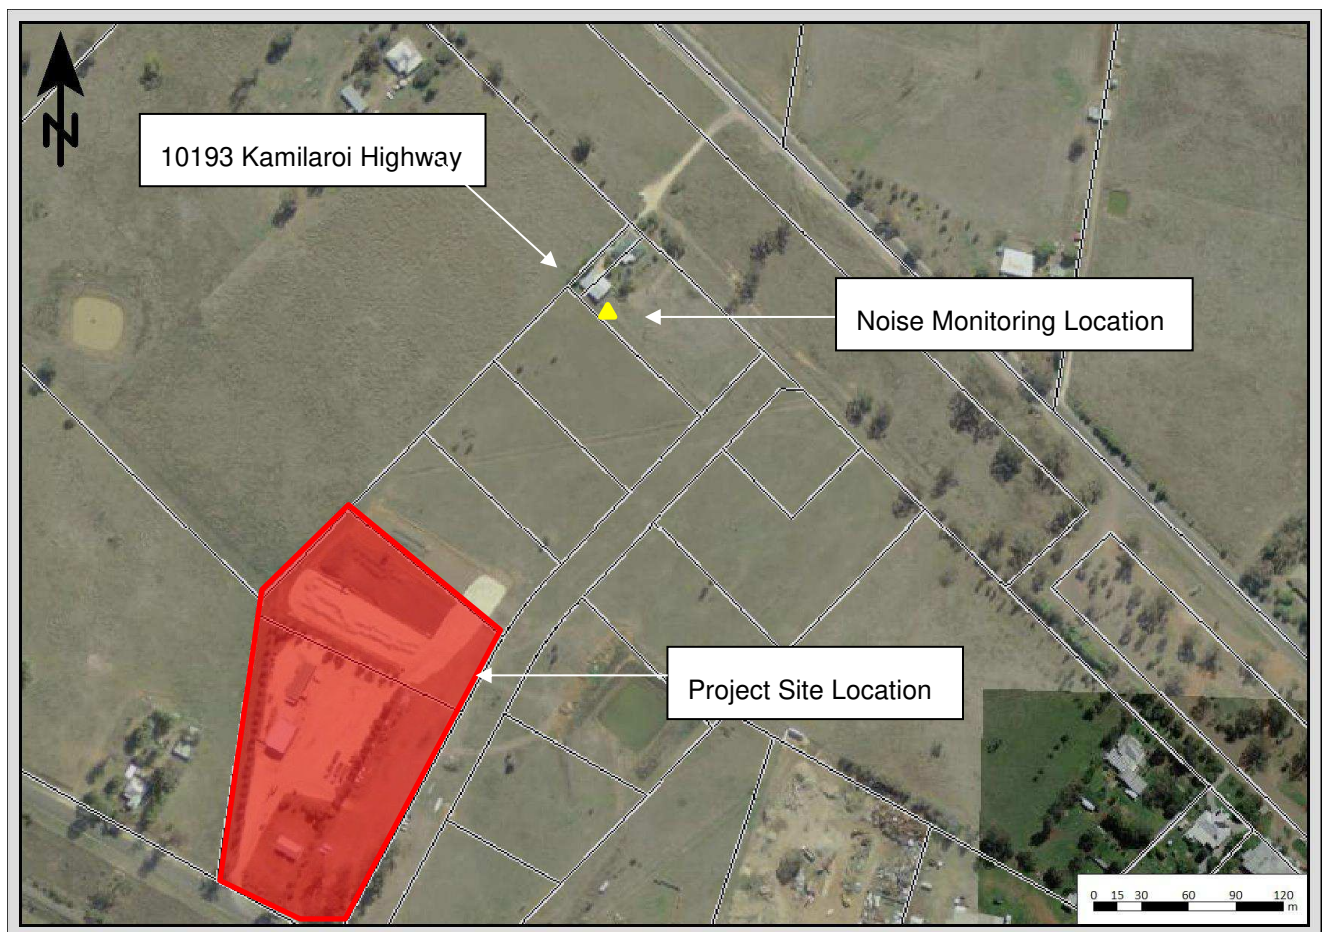 N
10193 Kamilaroi Highway
Noise Monitoring Location
Project Site Location
0 15 30 60 90 120
m